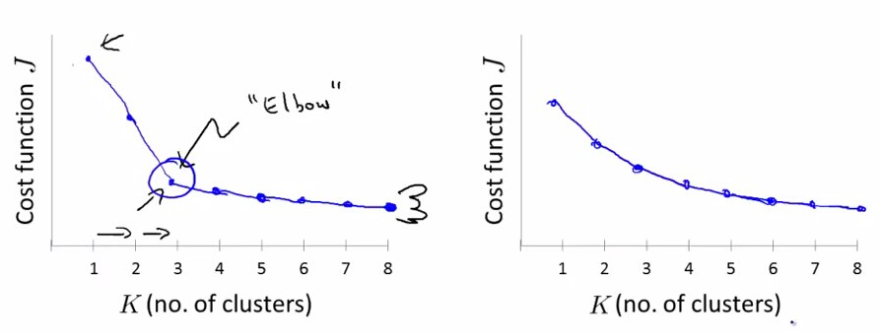 Cost function J
"Elbow"
1 2 3 4 5 6 7 8
K (no. of clusters)
Cost function J
1 2 3 4 5 6 7 8
K (no. of clusters)